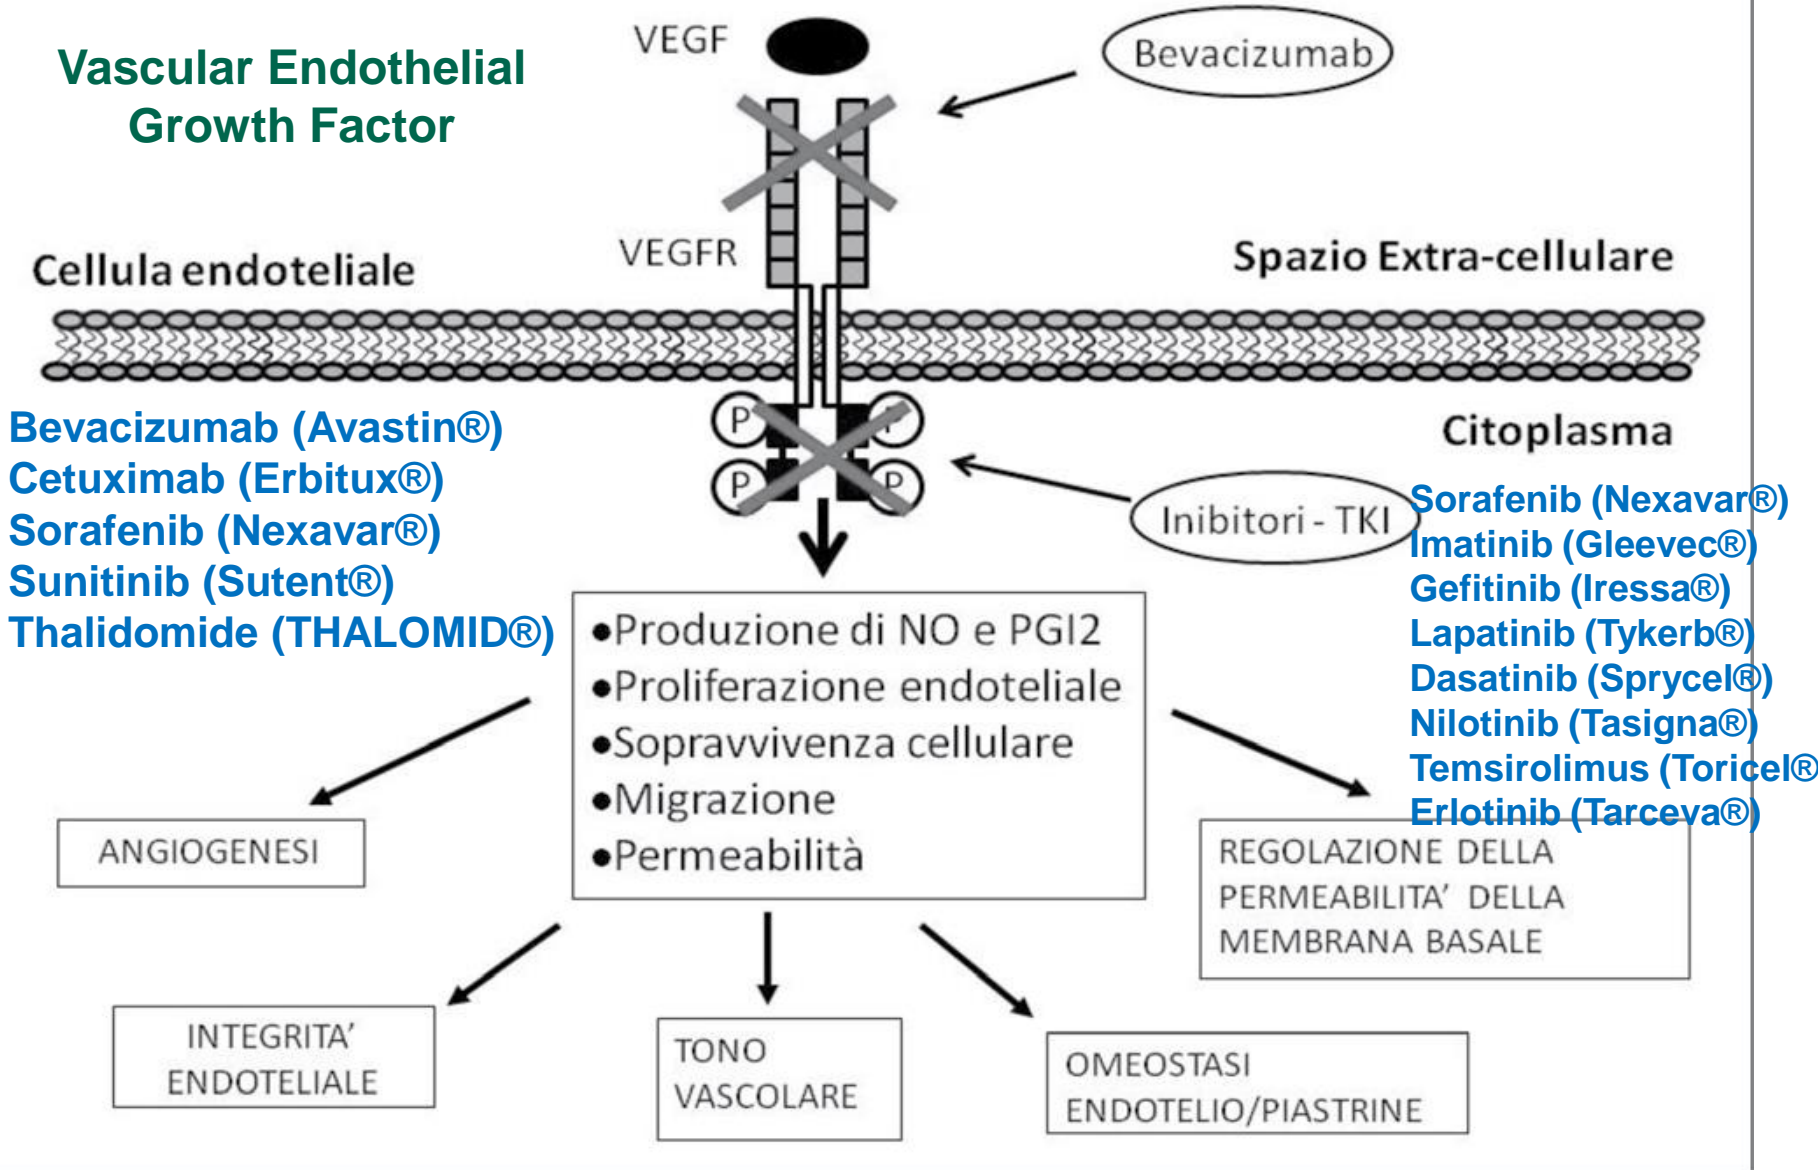 Vascular Endothelial
Growth Factor
VEGF
Bevacizumab
VEGFR
Cellula endoteliale
Spazio Extra-cellulare
P
P
P
P
Citoplasma
Inibitori - TKI
Bevacizumab (Avastin®)
Cetuximab (Erbitux®)
Sorafenib (Nexavar®)
Sunitinib (Sutent®)
Thalidomide (THALOMID®)
Sorafenib (Nexavar®)
Imatinib (Gleevec®)
Gefitinib (Iressa®)
Lapatinib (Tykerb®)
Dasatinib (Sprycel®)
Nilotinib (Tasigna®)
Temsirolimus (Toricel®
Erlotinib (Tarceva®)
●Produzione di NO e PGI2
●Proliferazione endoteliale
●Sopravvivenza cellulare
●Migrazione
●Permeabilità
ANGIOGENESI
REGOLAZIONE DELLA
PERMEABILITA’ DELLA
MEMBRANA BASALE
INTEGRITA’
ENDOTELIALE
TONO
VASCOLARE
OMEOSTASI
ENDOTELIO/PIASTRINE